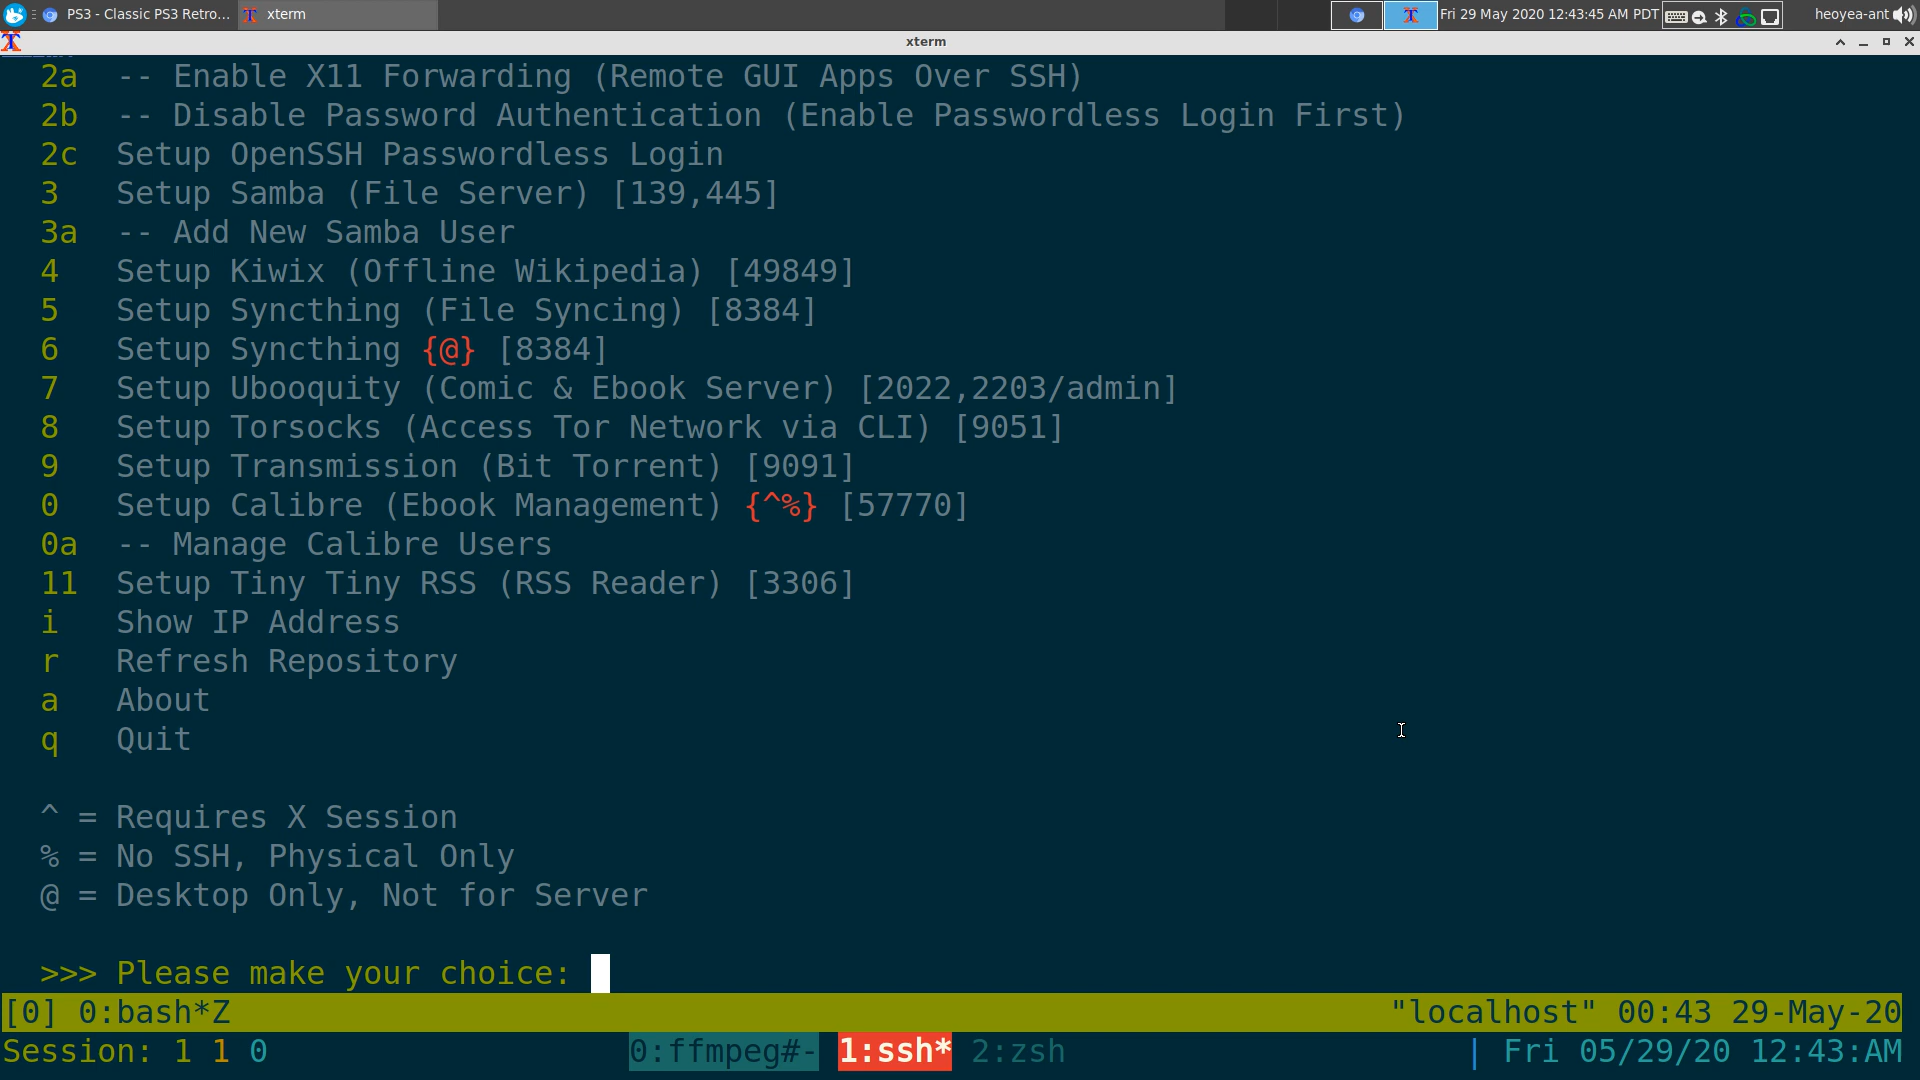 PS3 - Classic PS3 Retro...
xterm
Fri 29 May 2020 12:43:45 AM PDT
heoyea-ant
xterm
2a -- Enable X11 Forwarding (Remote GUI Apps Over SSH)
2b -- Disable Password Authentication (Enable Passwordless Login First)
2c Setup OpenSSH Passwordless Login
3 Setup Samba (File Server) [139,445]
3a -- Add New Samba User
4 Setup Kiwix (Offline Wikipedia) [49849]
5 Setup Syncthing (File Syncing) [8384]
6 Setup Syncthing {@} [8384]
7 Setup Ubooquity (Comic & Ebook Server) [2022,2203/admin]
8 Setup Torsocks (Access Tor Network via CLI) [9051]
9 Setup Transmission (Bit Torrent) [9091]
0 Setup Calibre (Ebook Management) {^%} [57770]
0a -- Manage Calibre Users
11 Setup Tiny Tiny RSS (RSS Reader) [3306]
i Show IP Address
r Refresh Repository
a About
q Quit
^ = Requires X Session
% = No SSH, Physical Only
@ = Desktop Only, Not for Server
>>> Please make your choice:
[0] 0:bash*Z "localhost" 00:43 29-May-20
Session: 1 1 0 0:ffmpeg#- 1:ssh* 2:zsh | Fri 05/29/20 12:43:AM